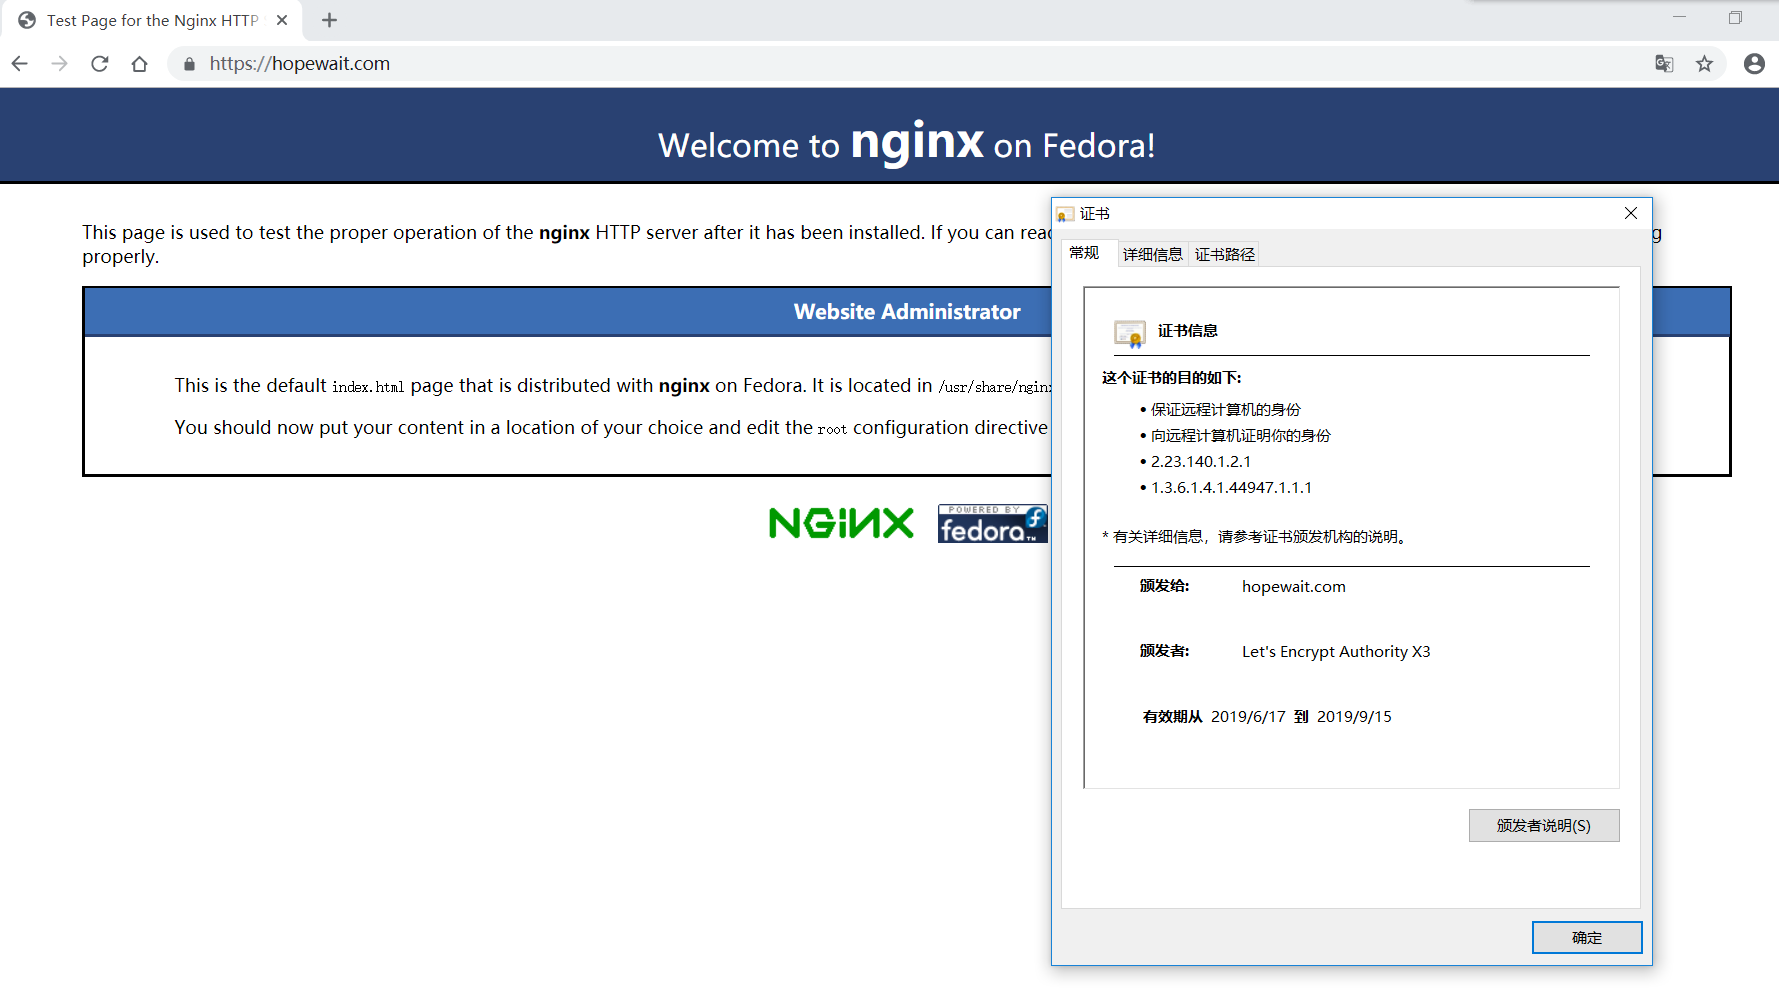 Test Page for the Nginx HTTP
https://hopewait.com
Welcome to nginx on Fedora!
This page is used to test the proper operation of the nginx HTTP server after it has been installed. If you can
properly.
Website Administrator
This is the default index.html page that is distributed with nginx on Fedora. It is located in /usr/share/nginx
You should now put your content in a location of your choice and edit the root configuration directive
NGINX
POWERED BY
fedora
TM
证书
常规
详细信息
证书路径
证书信息
这个证书的目的如下:
• 保证远程计算机的身份
• 向远程计算机证明你的身份
• 2.23.140.1.2.1
• 1.3.6.1.4.1.44947.1.1.1
* 有关详细信息，请参考证书颁发机构的说明。
颁发给: hopewait.com
颁发者: Let's Encrypt Authority X3
有效期从 2019/6/17 到 2019/9/15
颁发者说明(S)
确定